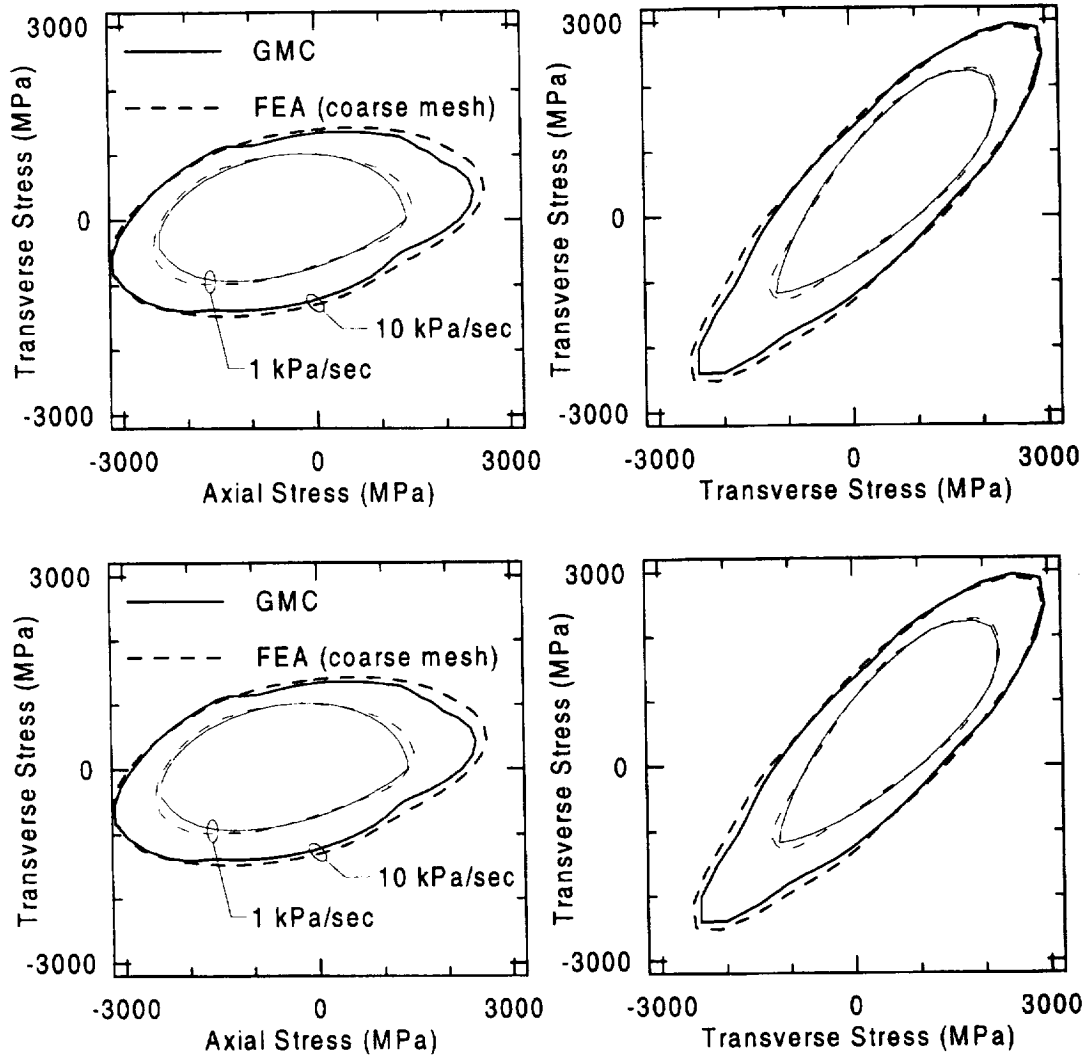 3000
GMC
FEA (coarse mesh)
Transverse Stress (MPa)
0
10 kPa/sec
1 kPa/sec
-3000
-3000
0
3000
Axial Stress (MPa)
3000
Transverse Stress (MPa)
0
-3000
-3000
0
3000
Transverse Stress (MPa)
3000
GMC
FEA (coarse mesh)
Transverse Stress (MPa)
0
10 kPa/sec
1 kPa/sec
-3000
-3000
0
3000
Axial Stress (MPa)
3000
Transverse Stress (MPa)
0
-3000
-3000
0
3000
Transverse Stress (MPa)